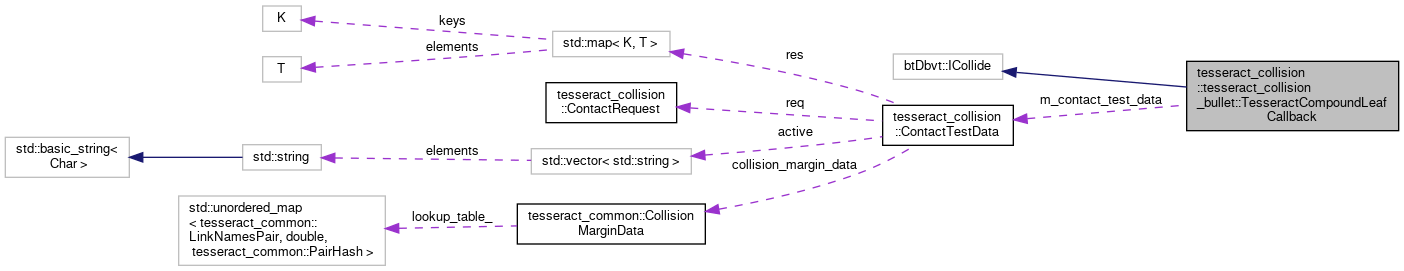 K
keys
T
elements
std::map< K, T >
res
btDbvt::ICollide
tesseract_collision
::tesseract_collision
_bullet::TesseractCompoundLeaf
Callback
m_contact_test_data
tesseract_collision
::ContactRequest
req
tesseract_collision
::ContactTestData
active
std::basic_string<
Char >
std::string
elements
std::vector< std::string >
collision_margin_data
std::unordered_map
< tesseract_common::
LinkNamesPair, double,
tesseract_common::PairHash >
lookup_table_
tesseract_common::Collision
MarginData